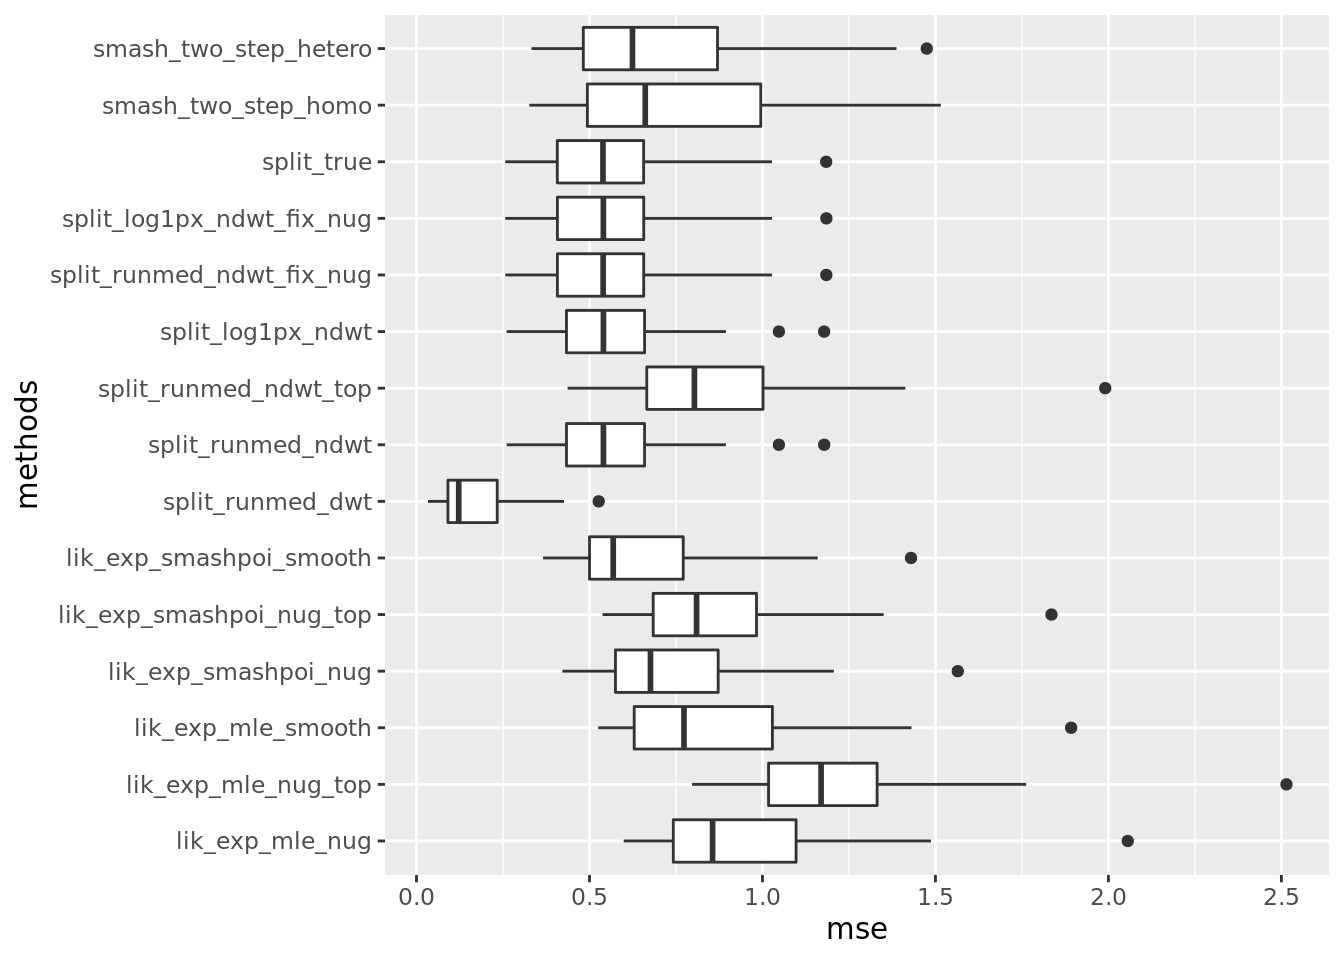 smash_two_step_hetero
smash_two_step_homo
split_true
split_log1px_ndwt_fix_nug
split_runmed_ndwt_fix_nug
split_log1px_ndwt
split_runmed_ndwt_top
split_runmed_ndwt
split_runmed_dwt
lik_exp_smashpoi_smooth
lik_exp_smashpoi_nug_top
lik_exp_smashpoi_nug
lik_exp_mle_smooth
lik_exp_mle_nug_top
lik_exp_mle_nug
methods
0.0 0.5 1.0 1.5 2.0 2.5
mse